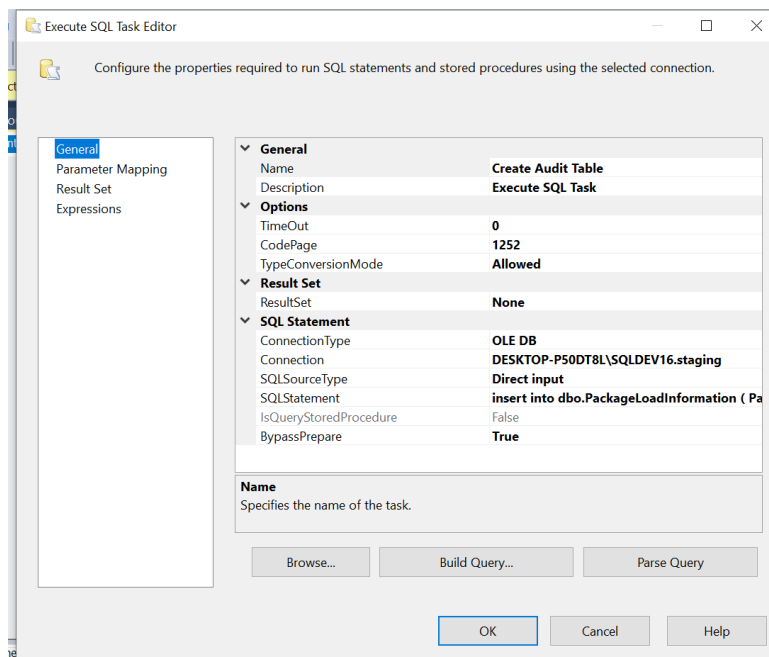 Execute SQL Task Editor
Configure the properties required to run SQL statements and stored procedures using the selected connection.
General
Parameter Mapping
Result Set
Expressions
General
Name Create Audit Table
Description Execute SQL Task
Options
TimeOut 0
CodePage 1252
TypeConversionMode Allowed
Result Set
ResultSet None
SQL Statement
ConnectionType OLE DB
Connection DESKTOP-P50DT8L\SQLDEV16.staging
SQLSourceType Direct input
SQLStatement insert into dbo.PackageLoadInformation ( Pa
IsQueryStoredProcedure False
BypassPrepare True
Name
Specifies the name of the task.
Browse... Build Query... Parse Query
OK Cancel Help